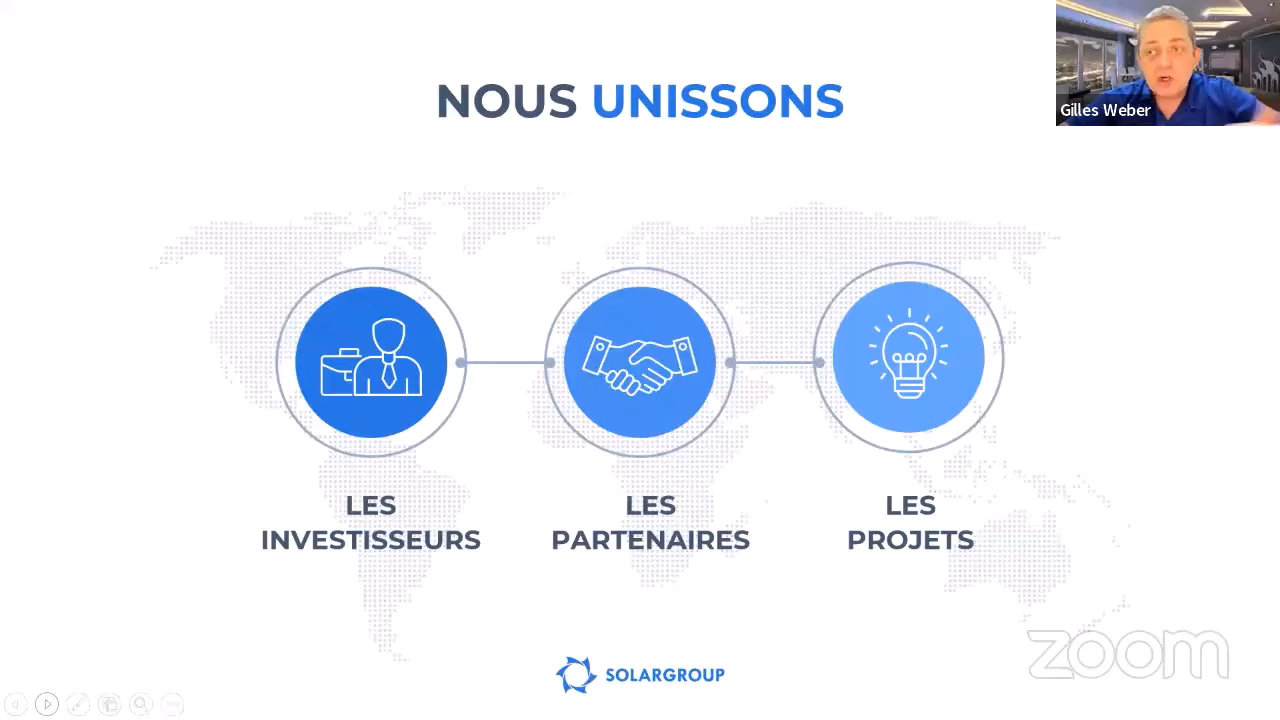 NOUS UNISSONS
Gilles Weber
LES
INVESTISSEURS
LES
PARTENAIRES
LES
PROJETS
SOLARGROUP
zoom